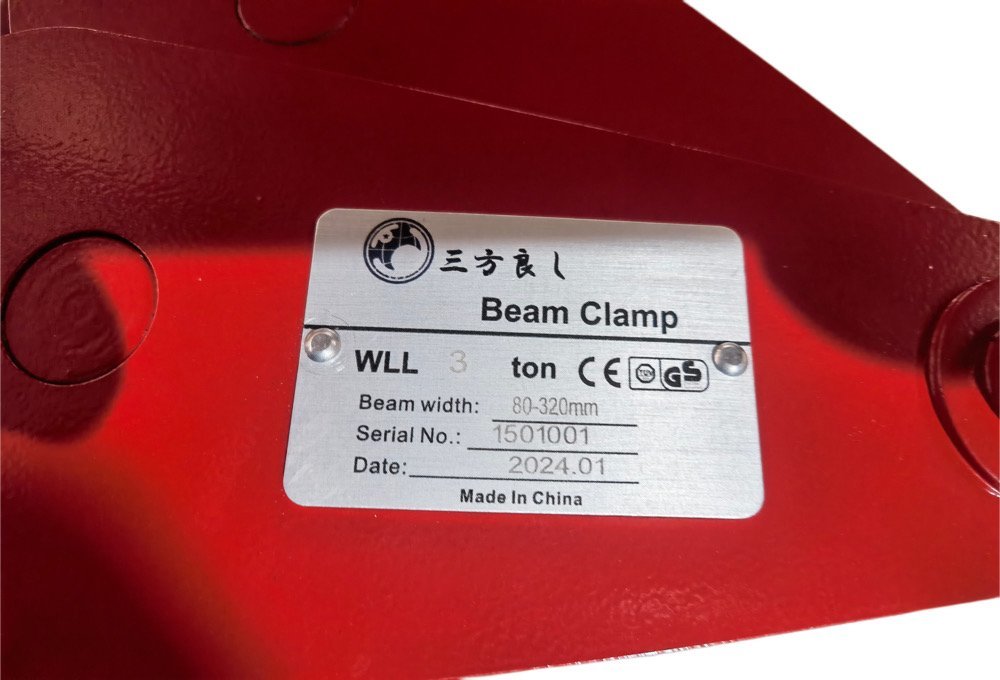 三方良し
Beam Clamp
WLL 3 ton CE TÜV GS
Beam width: 80-320mm
Serial No.: 1501001
Date: 2024.01
Made In China